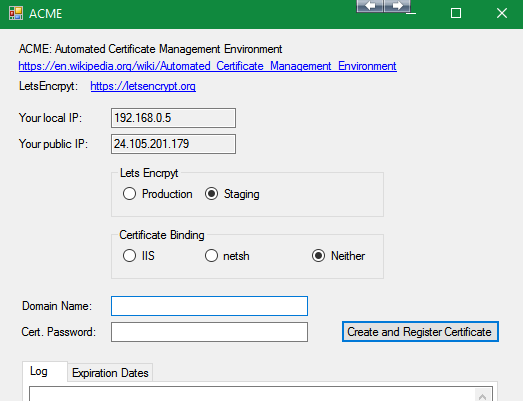 ACME
ACME: Automated Certificate Management Environment
https://en.wikipedia.org/wiki/Automated_Certificate_Management_Environment
LetsEncrpyt: https://letsencrypt.org
Your local IP: 192.168.0.5
Your public IP: 24.105.201.179
Lets Encrpyt
Production Staging
Certificate Binding
IIS netsh Neither
Domain Name:
Cert. Password: Create and Register Certificate
Log Expiration Dates